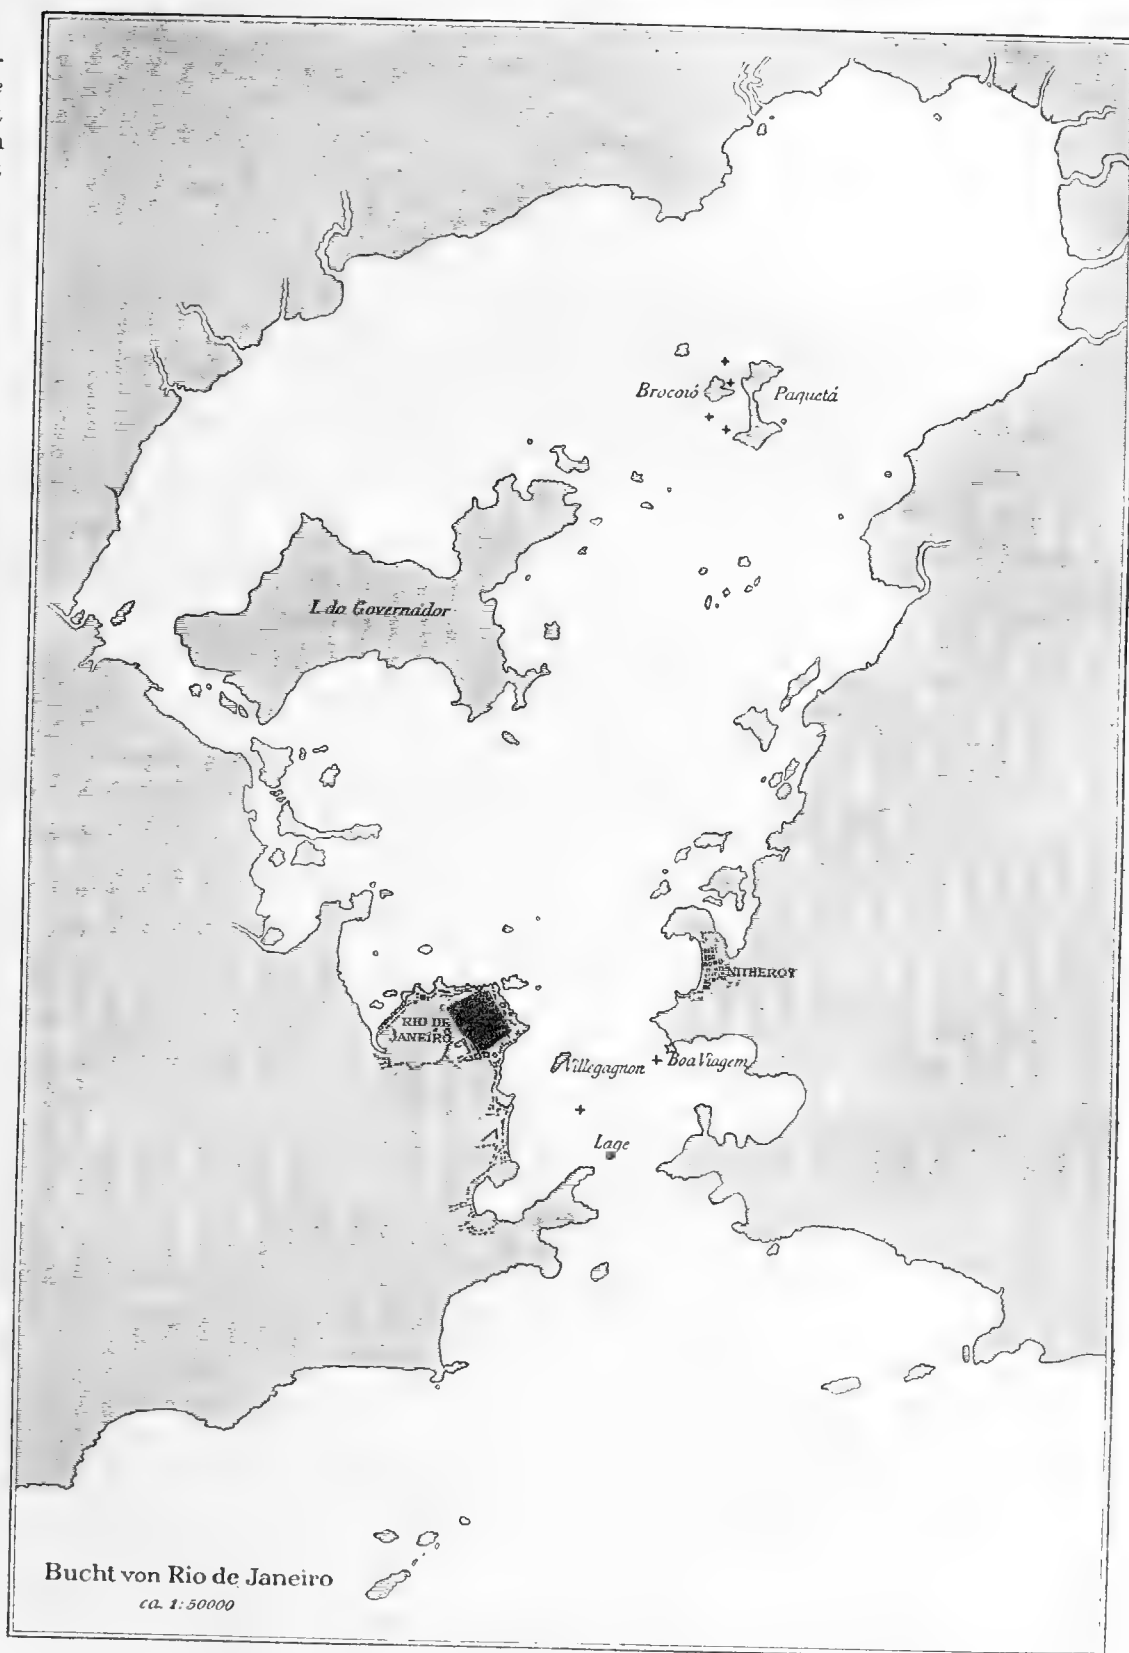 Brocoió
Paquetá
I. do Governador
NITHEROY
RIO DE
JANEIRO
Villegagnon
Boa Viagem
Lage
Bucht von Rio de Janeiro
ca. 1:50000